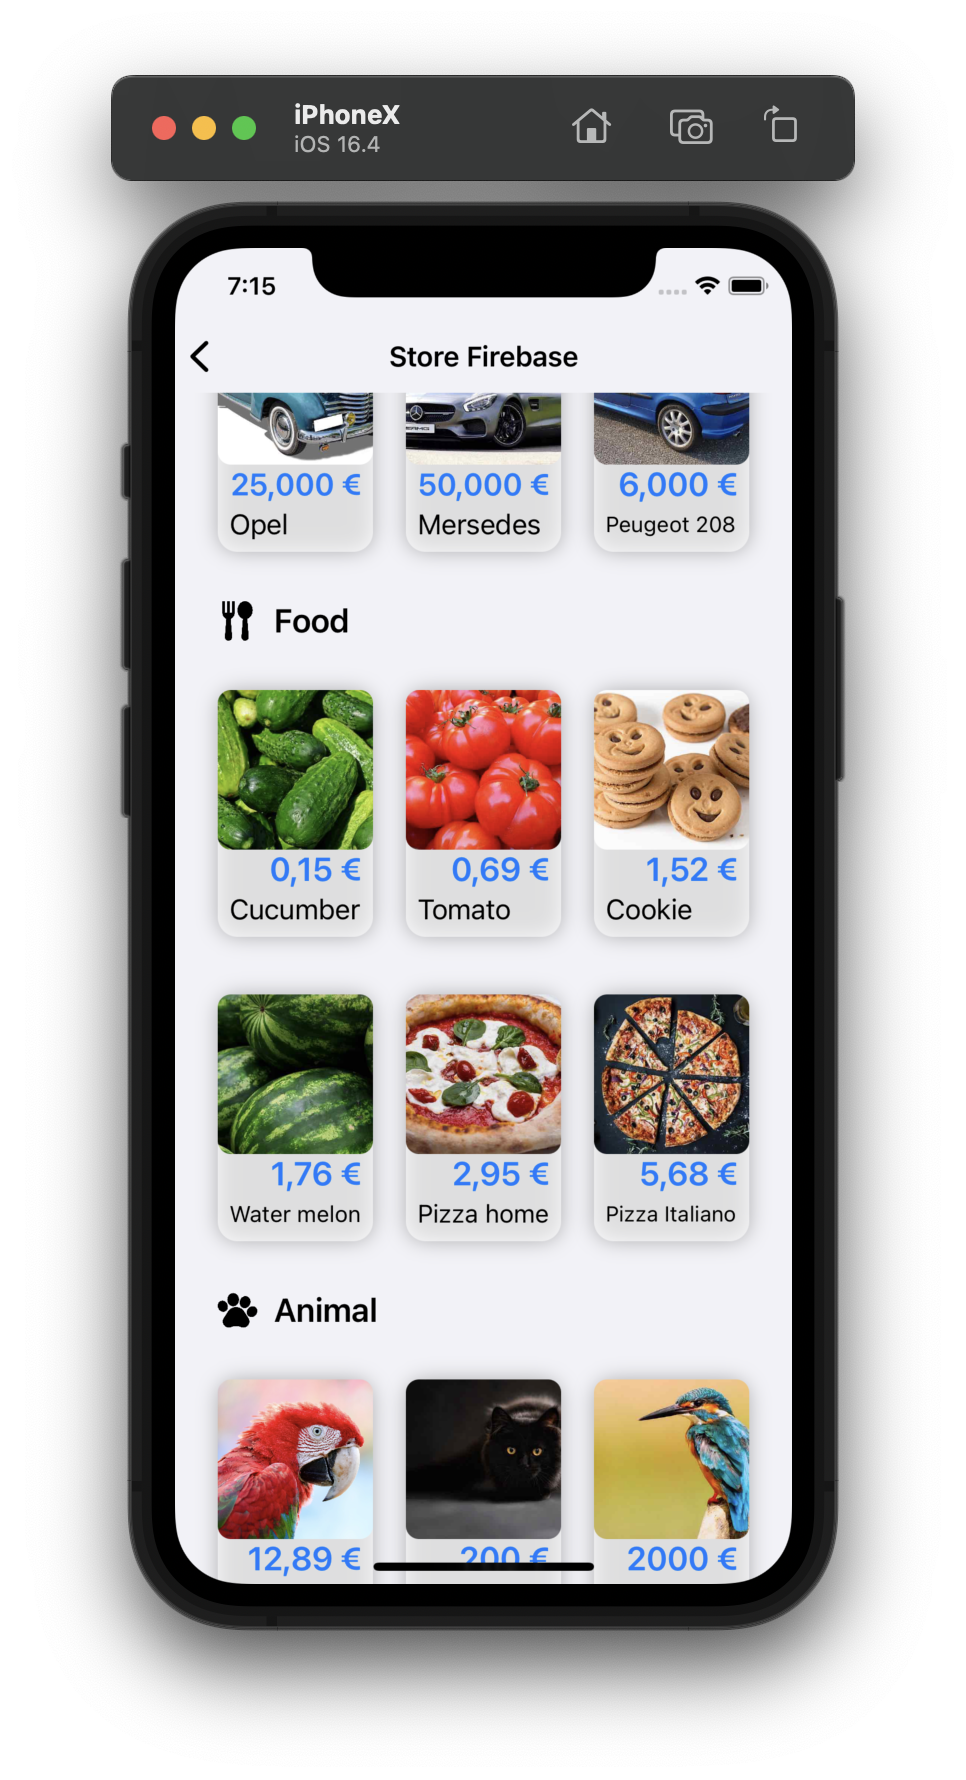 iPhoneX
iOS 16.4
7:15
Store Firebase
25,000 € 50,000 € 6,000 €
Opel Mersedes Peugeot 208
Food
0,15 € 0,69 € 1,52 €
Cucumber Tomato Cookie
1,76 € 2,95 € 5,68 €
Water melon Pizza home Pizza Italiano
Animal
12,89 € 200 € 2000 €